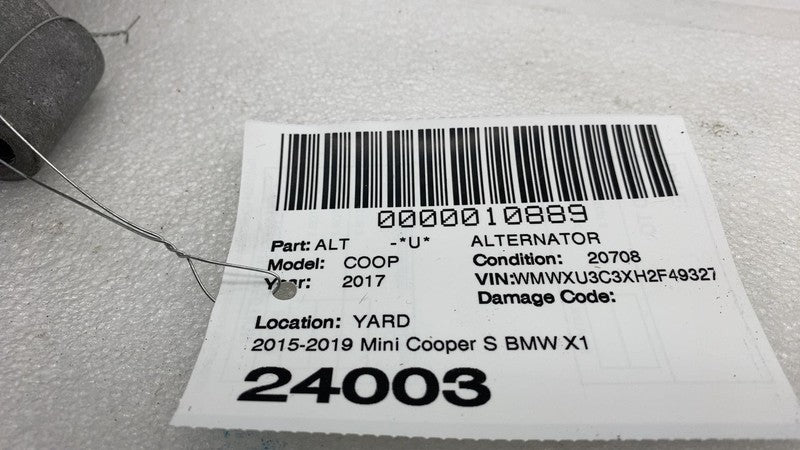 0000010889
Part: ALT -*U* ALTERNATOR
Model: COOP Condition: 20708
Year: 2017 VIN:WMWXU3C3XH2F49327
Damage Code:
Location: YARD
2015-2019 Mini Cooper S BMW X1
24003